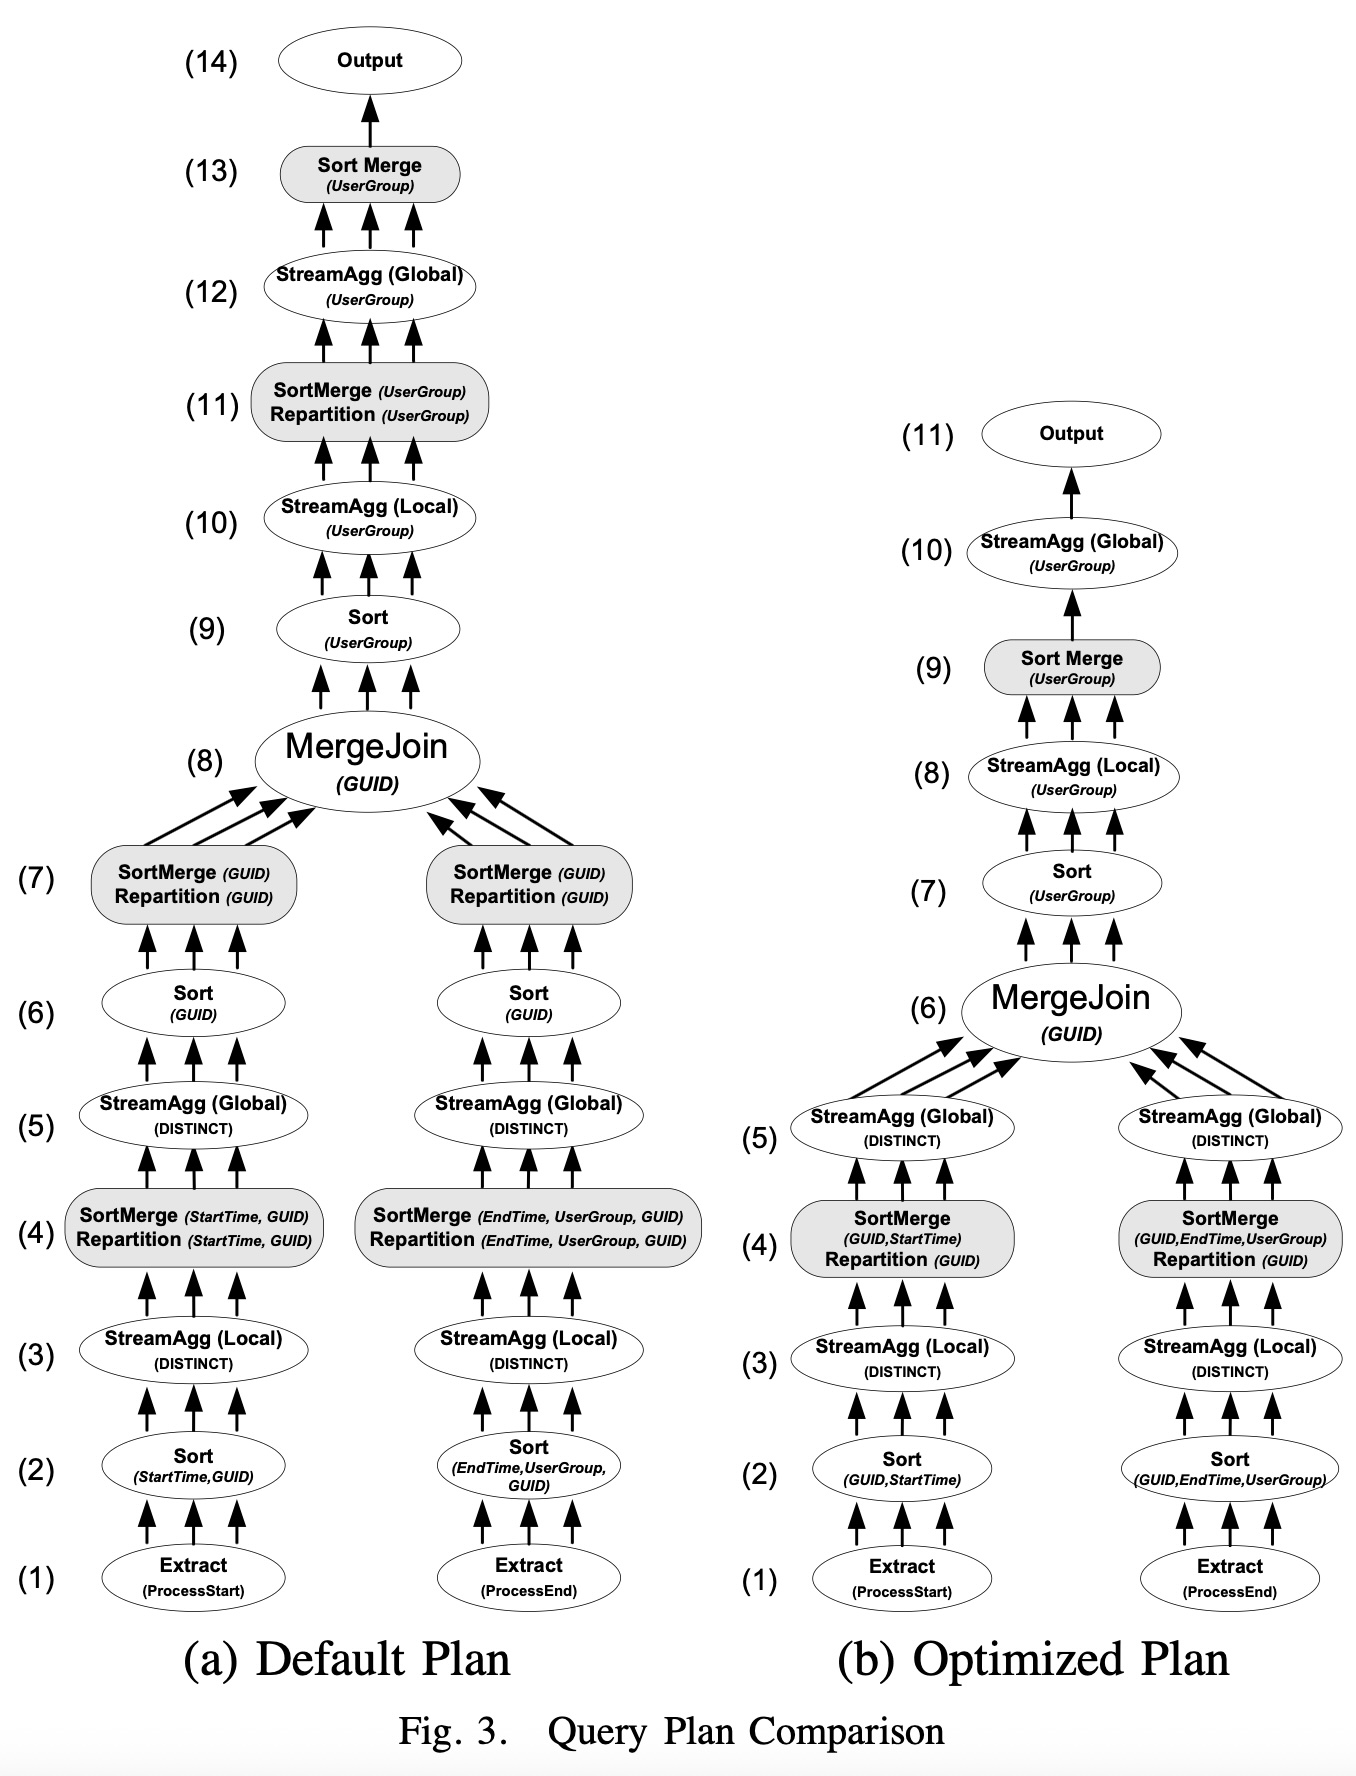 (14)
Output
(13)
Sort Merge
(UserGroup)
(12)
StreamAgg (Global)
(UserGroup)
(11)
SortMerge (UserGroup)
Repartition (UserGroup)
(10)
StreamAgg (Local)
(UserGroup)
(9)
Sort
(UserGroup)
(8)
MergeJoin
(GUID)
(7)
SortMerge (GUID)
Repartition (GUID)
SortMerge (GUID)
Repartition (GUID)
(6)
Sort
(GUID)
Sort
(GUID)
(5)
StreamAgg (Global)
(DISTINCT)
StreamAgg (Global)
(DISTINCT)
(4)
SortMerge (StartTime, GUID)
Repartition (StartTime, GUID)
SortMerge (EndTime, UserGroup, GUID)
Repartition (EndTime, UserGroup, GUID)
(3)
StreamAgg (Local)
(DISTINCT)
StreamAgg (Local)
(DISTINCT)
(2)
Sort
(StartTime,GUID)
Sort
(EndTime,UserGroup,
GUID)
(1)
Extract
(ProcessStart)
Extract
(ProcessEnd)
(a) Default Plan
(11)
Output
(10)
StreamAgg (Global)
(UserGroup)
(9)
Sort Merge
(UserGroup)
(8)
StreamAgg (Local)
(UserGroup)
(7)
Sort
(UserGroup)
(6)
MergeJoin
(GUID)
(5)
StreamAgg (Global)
(DISTINCT)
StreamAgg (Global)
(DISTINCT)
(4)
SortMerge
(GUID,StartTime)
Repartition (GUID)
SortMerge
(GUID,EndTime,UserGroup)
Repartition (GUID)
(3)
StreamAgg (Local)
(DISTINCT)
StreamAgg (Local)
(DISTINCT)
(2)
Sort
(GUID,StartTime)
Sort
(GUID,EndTime,UserGroup)
(1)
Extract
(ProcessStart)
Extract
(ProcessEnd)
(b) Optimized Plan
Fig. 3. Query Plan Comparison